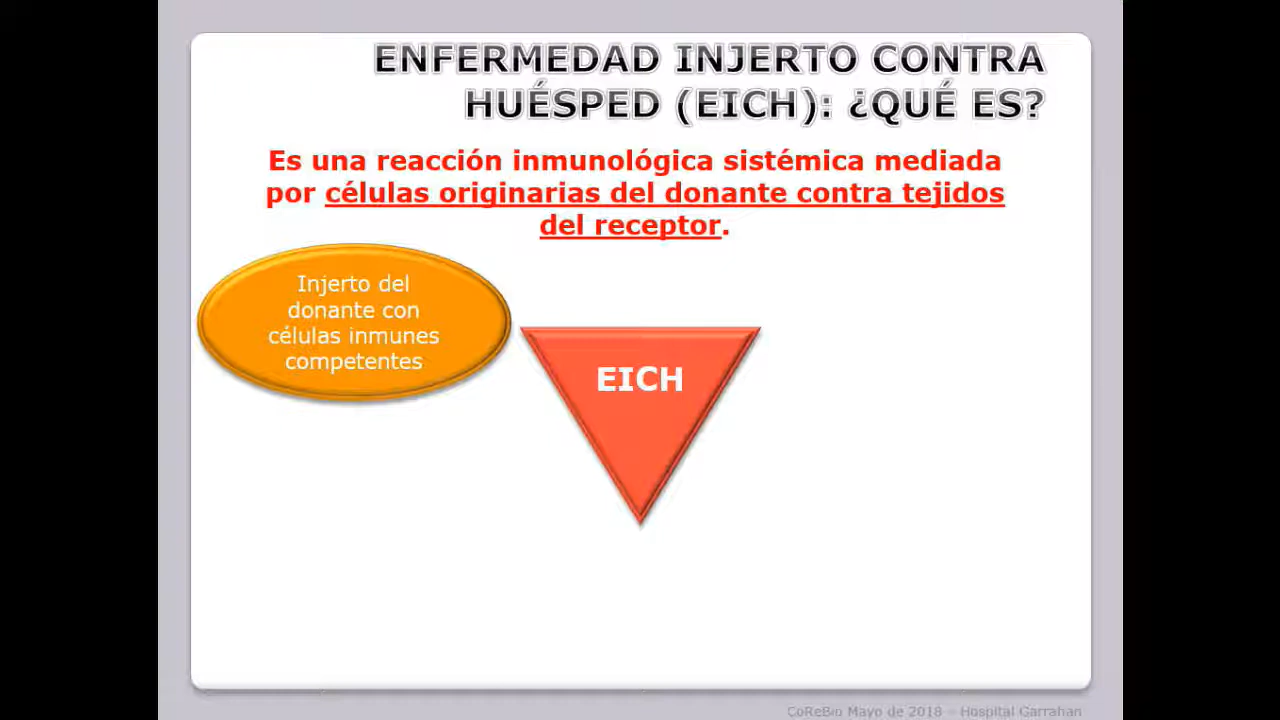 ENFERMEDAD INJERTO CONTRA
HUÉSPED (EICH): ¿QUÉ ES?
Es una reacción inmunológica sistémica mediada
por células originarias del donante contra tejidos
del receptor.
Injerto del
donante con
células inmunes
competentes
EICH
CoReBio Mayo de 2018 - Hospital Garrahan